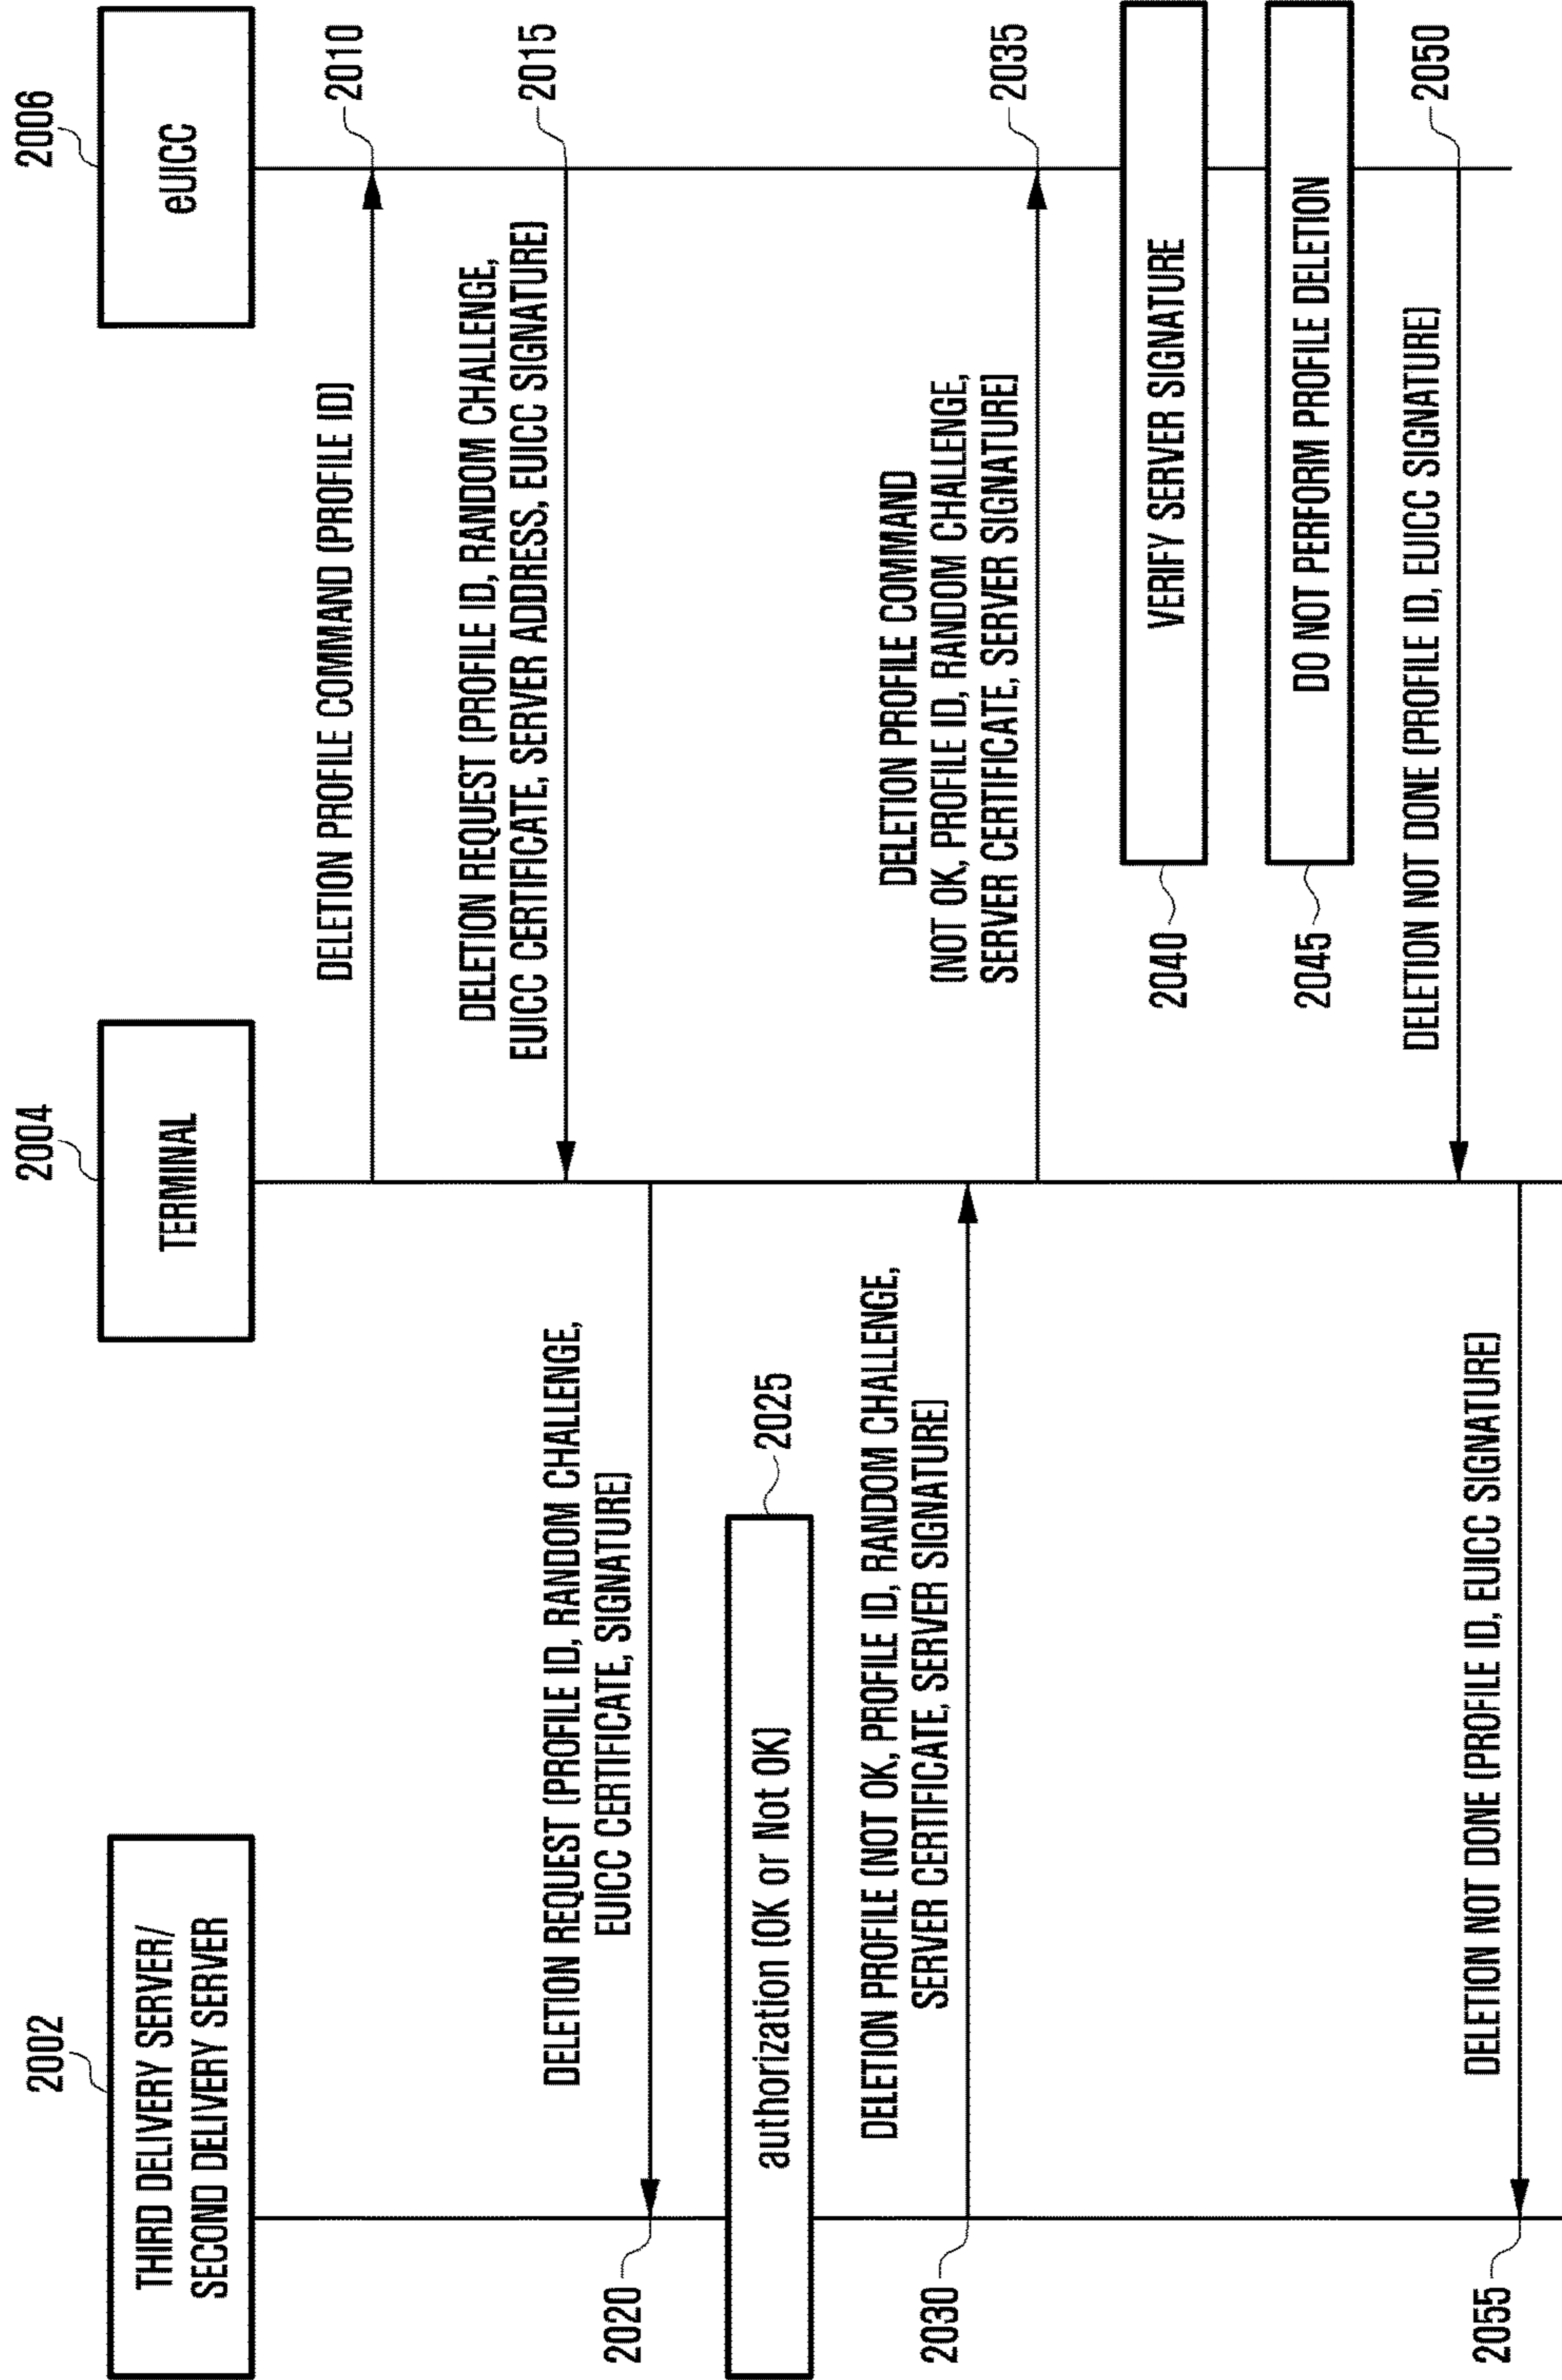 2002
THIRD DELIVERY SERVER/
SECOND DELIVERY SERVER
2004
TERMINAL
2006
eUICC
DELETION PROFILE COMMAND (PROFILE ID)
2010
DELETION REQUEST (PROFILE ID, RANDOM CHALLENGE,
EUICC CERTIFICATE, SERVER ADDRESS, EUICC SIGNATURE)
2015
DELETION REQUEST (PROFILE ID, RANDOM CHALLENGE,
EUICC CERTIFICATE, SIGNATURE)
2020
authorization (OK or Not OK)
2025
DELETION PROFILE (NOT OK, PROFILE ID, RANDOM CHALLENGE,
SERVER CERTIFICATE, SERVER SIGNATURE)
2030
DELETION PROFILE COMMAND
(NOT OK, PROFILE ID, RANDOM CHALLENGE,
SERVER CERTIFICATE, SERVER SIGNATURE)
2035
2040
VERIFY SERVER SIGNATURE
2045
DO NOT PERFORM PROFILE DELETION
DELETION NOT DONE (PROFILE ID, EUICC SIGNATURE)
2050
DELETION NOT DONE (PROFILE ID, EUICC SIGNATURE)
2055